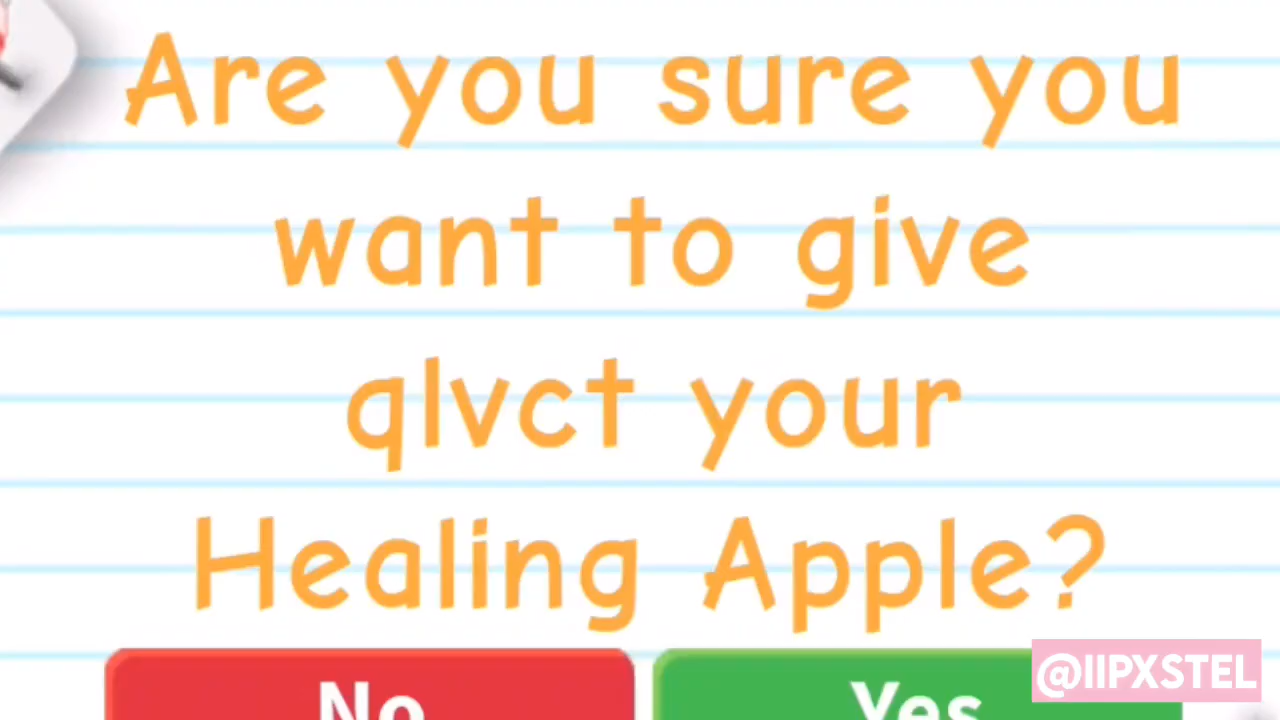 Are you sure you
want to give
qlvct your
Healing Apple?
No
Yes
@IIPXSTEL